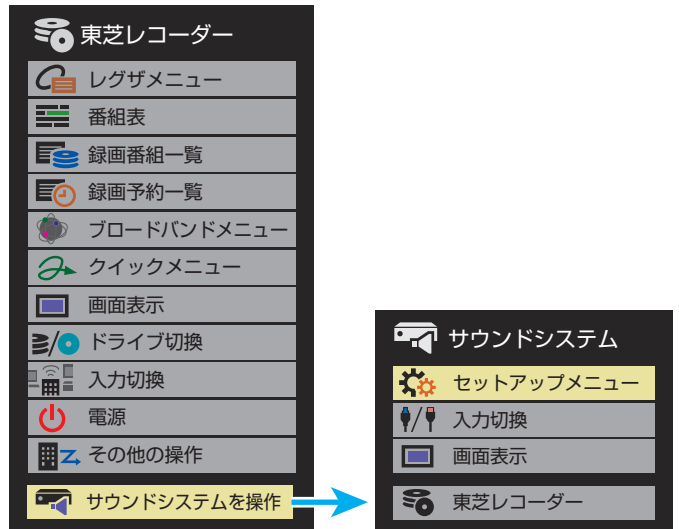 東芝レコーダー
レグザメニュー
番組表
録画番組一覧
録画予約一覧
ブロードバンドメニュー
クイックメニュー
画面表示
ドライブ切換
入力切換
電源
その他の操作
サウンドシステムを操作
サウンドシステム
セットアップメニュー
入力切換
画面表示
東芝レコーダー